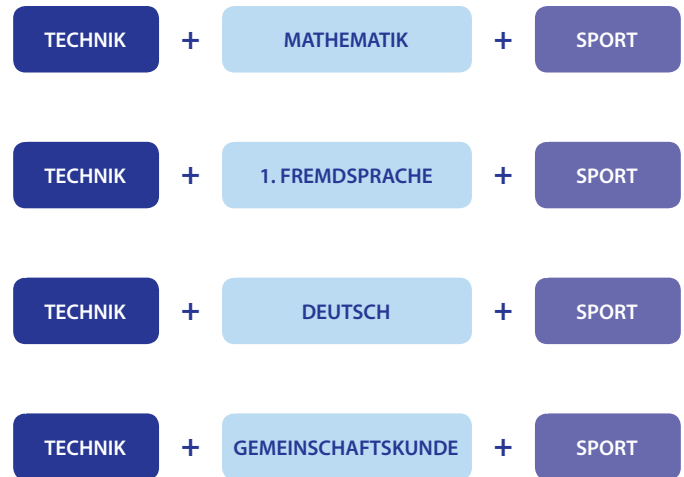 TECHNIK + MATHEMATIK + SPORT
TECHNIK + 1. FREMDSPRACHE + SPORT
TECHNIK + DEUTSCH + SPORT
TECHNIK + GEMEINSCHAFTSKUNDE + SPORT